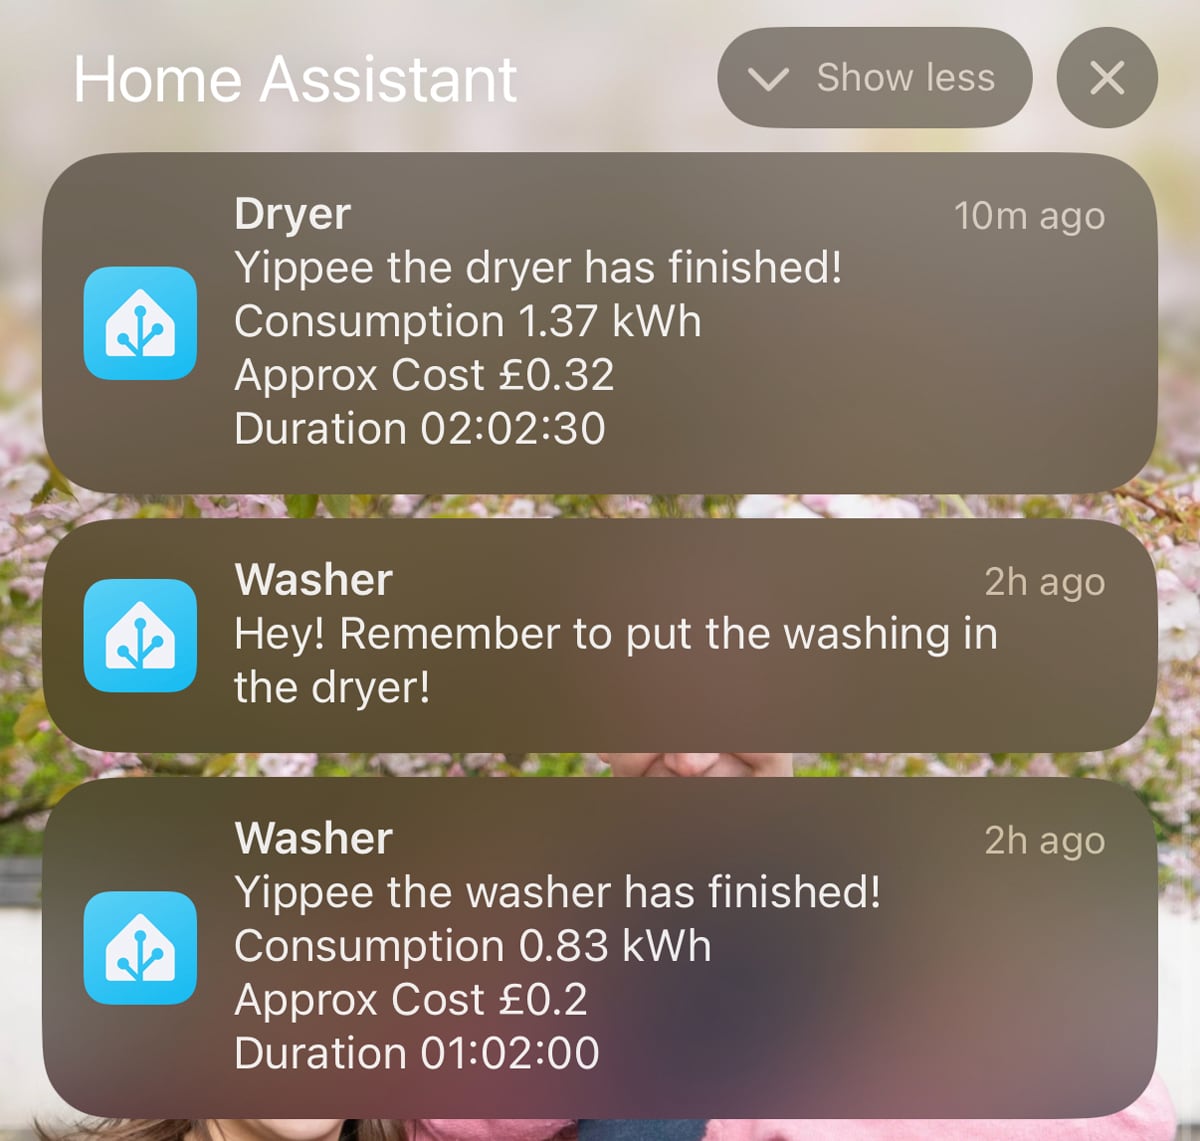 Home Assistant
Show less
Dryer
10m ago
Yippee the dryer has finished!
Consumption 1.37 kWh
Approx Cost £0.32
Duration 02:02:30
Washer
2h ago
Hey! Remember to put the washing in
the dryer!
Washer
2h ago
Yippee the washer has finished!
Consumption 0.83 kWh
Approx Cost £0.2
Duration 01:02:00